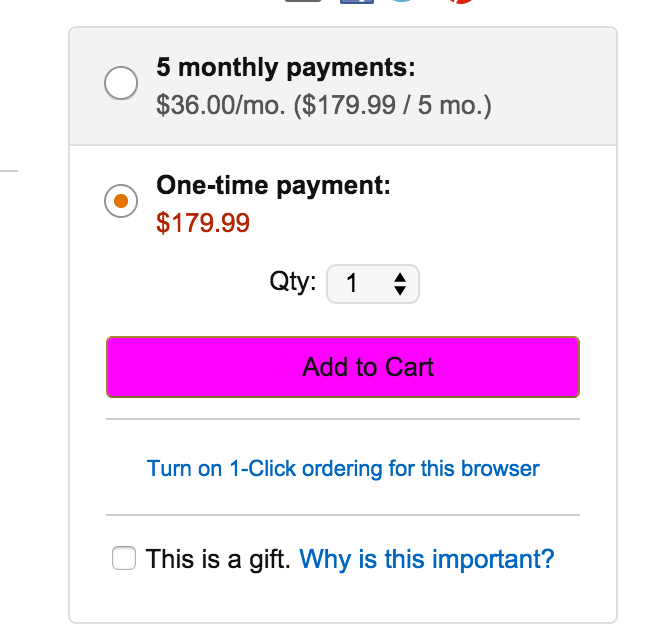 5 monthly payments:
$36.00/mo. ($179.99 / 5 mo.)
One-time payment:
$179.99
Qty: 1
Add to Cart
Turn on 1-Click ordering for this browser
This is a gift. Why is this important?